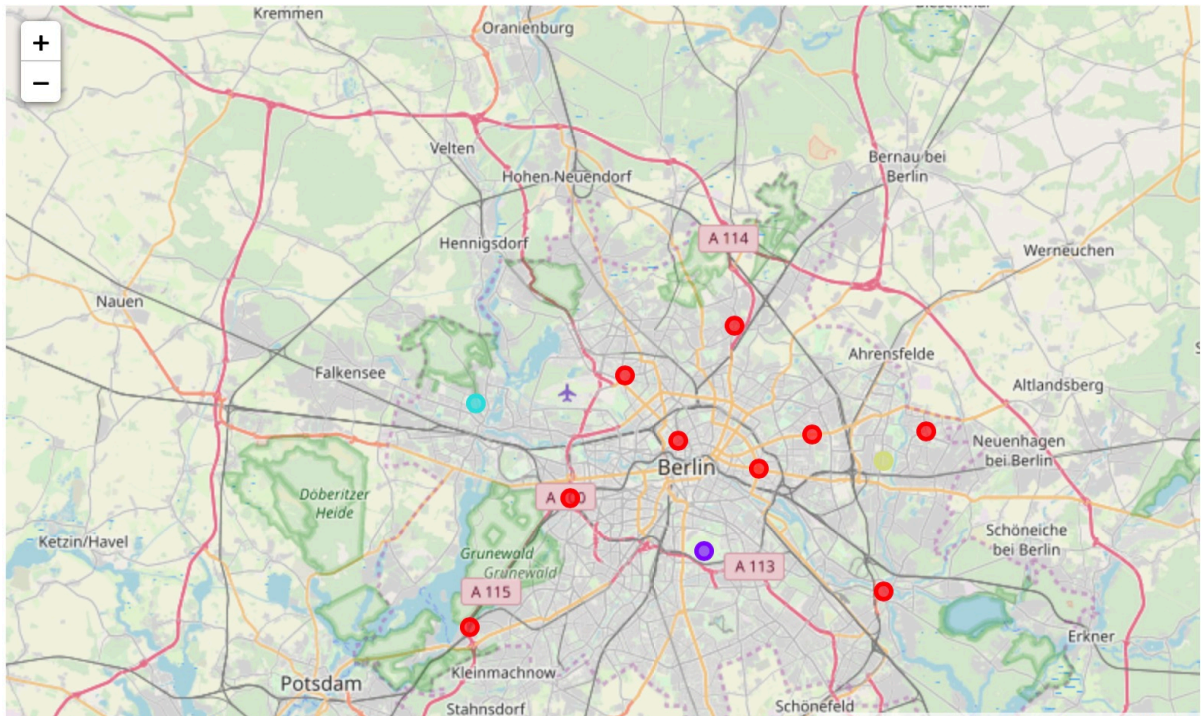 Kremmen
Oranienburg
+
−
Velten
Hohen Neuendorf
Bernau bei
Berlin
A 114
Hennigsdorf
Werneuchen
Nauen
Ahrensfelde
Falkensee
Altlandsberg
Neuenhagen
bei Berlin
Berlin
Döberitzer
Heide
Schöneiche
bei Berlin
Ketzin/Havel
Grunewald
Grunewald
A 113
A 115
Erkner
Kleinmachnow
Potsdam
Stahnsdorf
Schönefeld